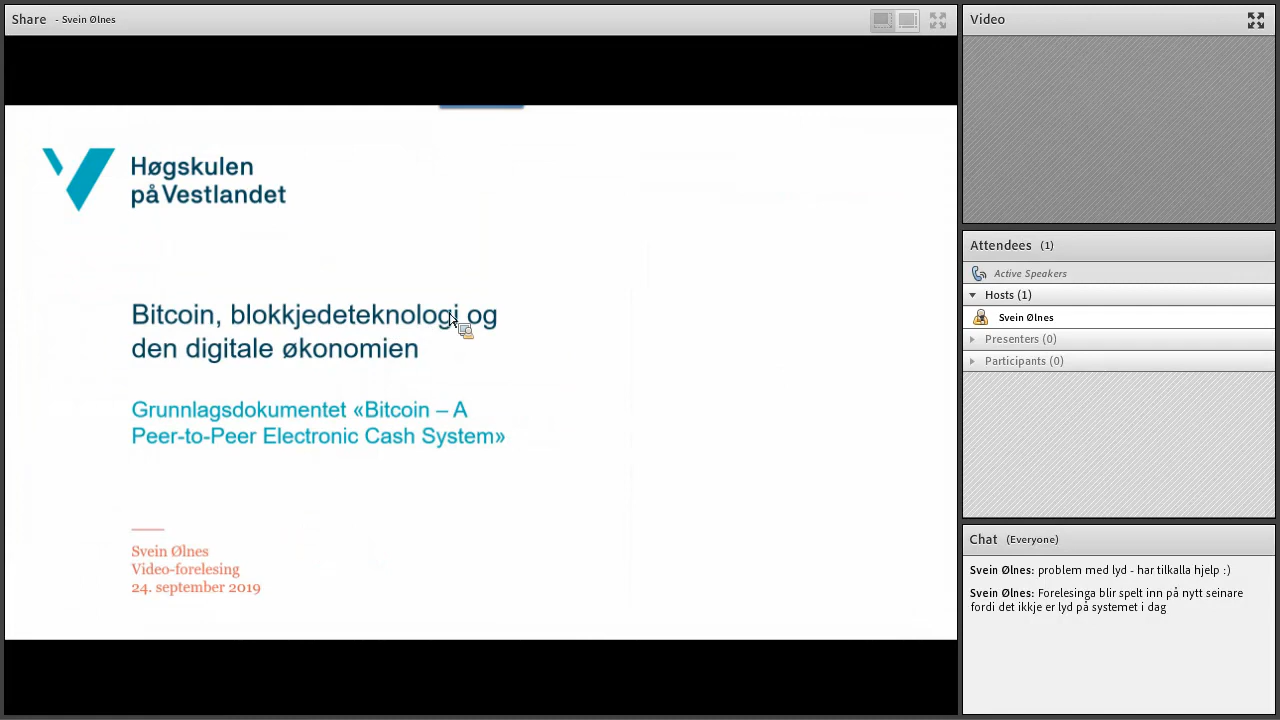 Share - Svein Ølnes
Høgskulen
på Vestlandet
Bitcoin, blokkjedeteknologi og
den digitale økonomien
Grunnlagsdokumentet «Bitcoin – A
Peer-to-Peer Electronic Cash System»
Svein Ølnes
Video-forelesing
24. september 2019
Video
Attendees (1)
Active Speakers
Hosts (1)
Svein Ølnes
Presenters (0)
Participants (0)
Chat (Everyone)
Svein Ølnes: problem med lyd - har tilkalla hjelp :)
Svein Ølnes: Forelesinga blir spelt inn på nytt seinare
fordi det ikkje er lyd på systemet i dag